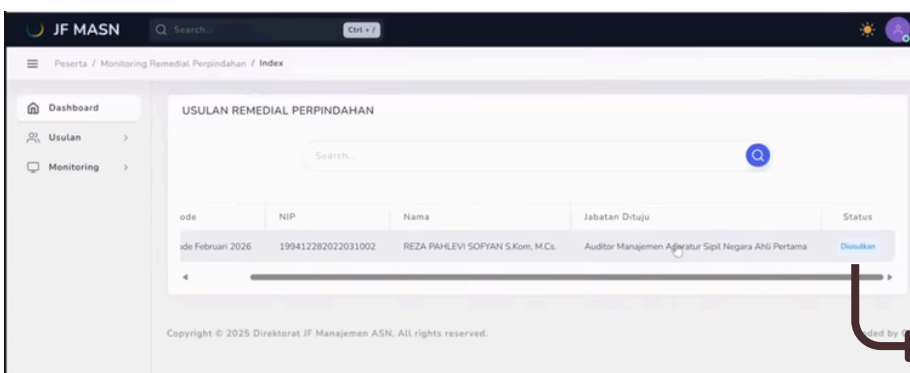 JF MASN
Search...
Ctrl + /
Peserta / Monitoring Remedial Perpindahan / Index
Dashboard
Usulan
Monitoring
USULAN REMEDIAL PERPINDAHAN
Search...
ode NIP Nama Jabatan Dituju Status
ode Februari 2026 199412282022031002 REZA PAHLEVI SOFYAN S.Kom, M.Cs. Auditor Manajemen Aparatur Sipil Negara Ahli Pertama Diusulkan
Copyright © 2025 Direktorat JF Manajemen ASN. All rights reserved.
ded by